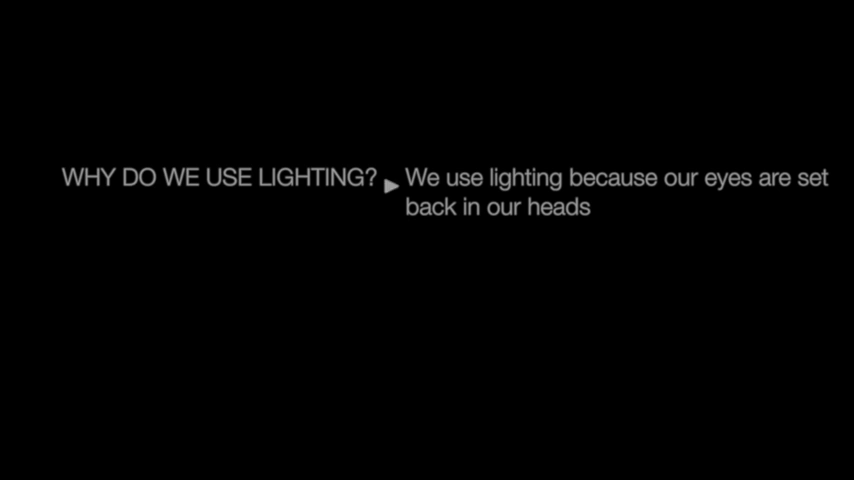 WHY DO WE USE LIGHTING? ▶ We use lighting because our eyes are set
back in our heads